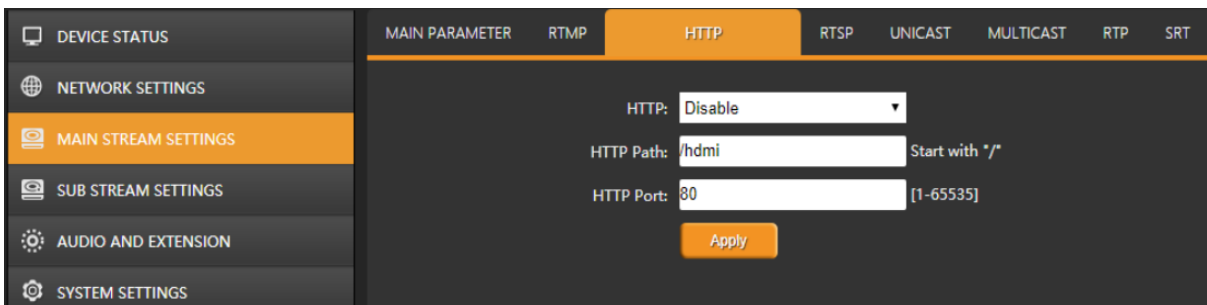 DEVICE STATUS
NETWORK SETTINGS
MAIN STREAM SETTINGS
SUB STREAM SETTINGS
AUDIO AND EXTENSION
SYSTEM SETTINGS
MAIN PARAMETER RTMP HTTP RTSP UNICAST MULTICAST RTP SRT
HTTP: Disable
HTTP Path: /hdmi Start with "/"
HTTP Port: 80 [1-65535]
Apply